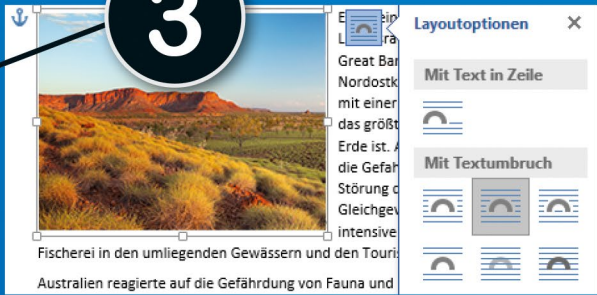 3
Layoutoptionen
Great Bar
Nordostk
mit einer
das größt
Erde ist. A
die Gefah
Störung d
Gleichgew
intensive
Fischerei in den umliegenden Gewässern und den Touris
Australien reagierte auf die Gefährdung von Fauna und
Mit Text in Zeile
Mit Textumbruch